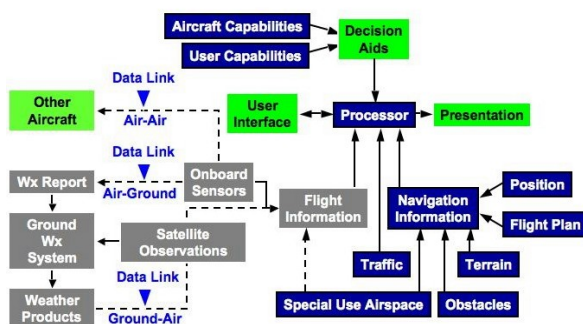 Aircraft Capabilities
User Capabilities
Decision
Aids
Data Link
Other
Aircraft
Air-Air
User
Interface
Processor
Presentation
Data Link
Wx Report
Air-Ground
Onboard
Sensors
Flight
Information
Navigation
Information
Position
Flight Plan
Ground
Wx
System
Satellite
Observations
Data Link
Traffic
Terrain
Weather
Products
Ground-Air
Special Use Airspace
Obstacles